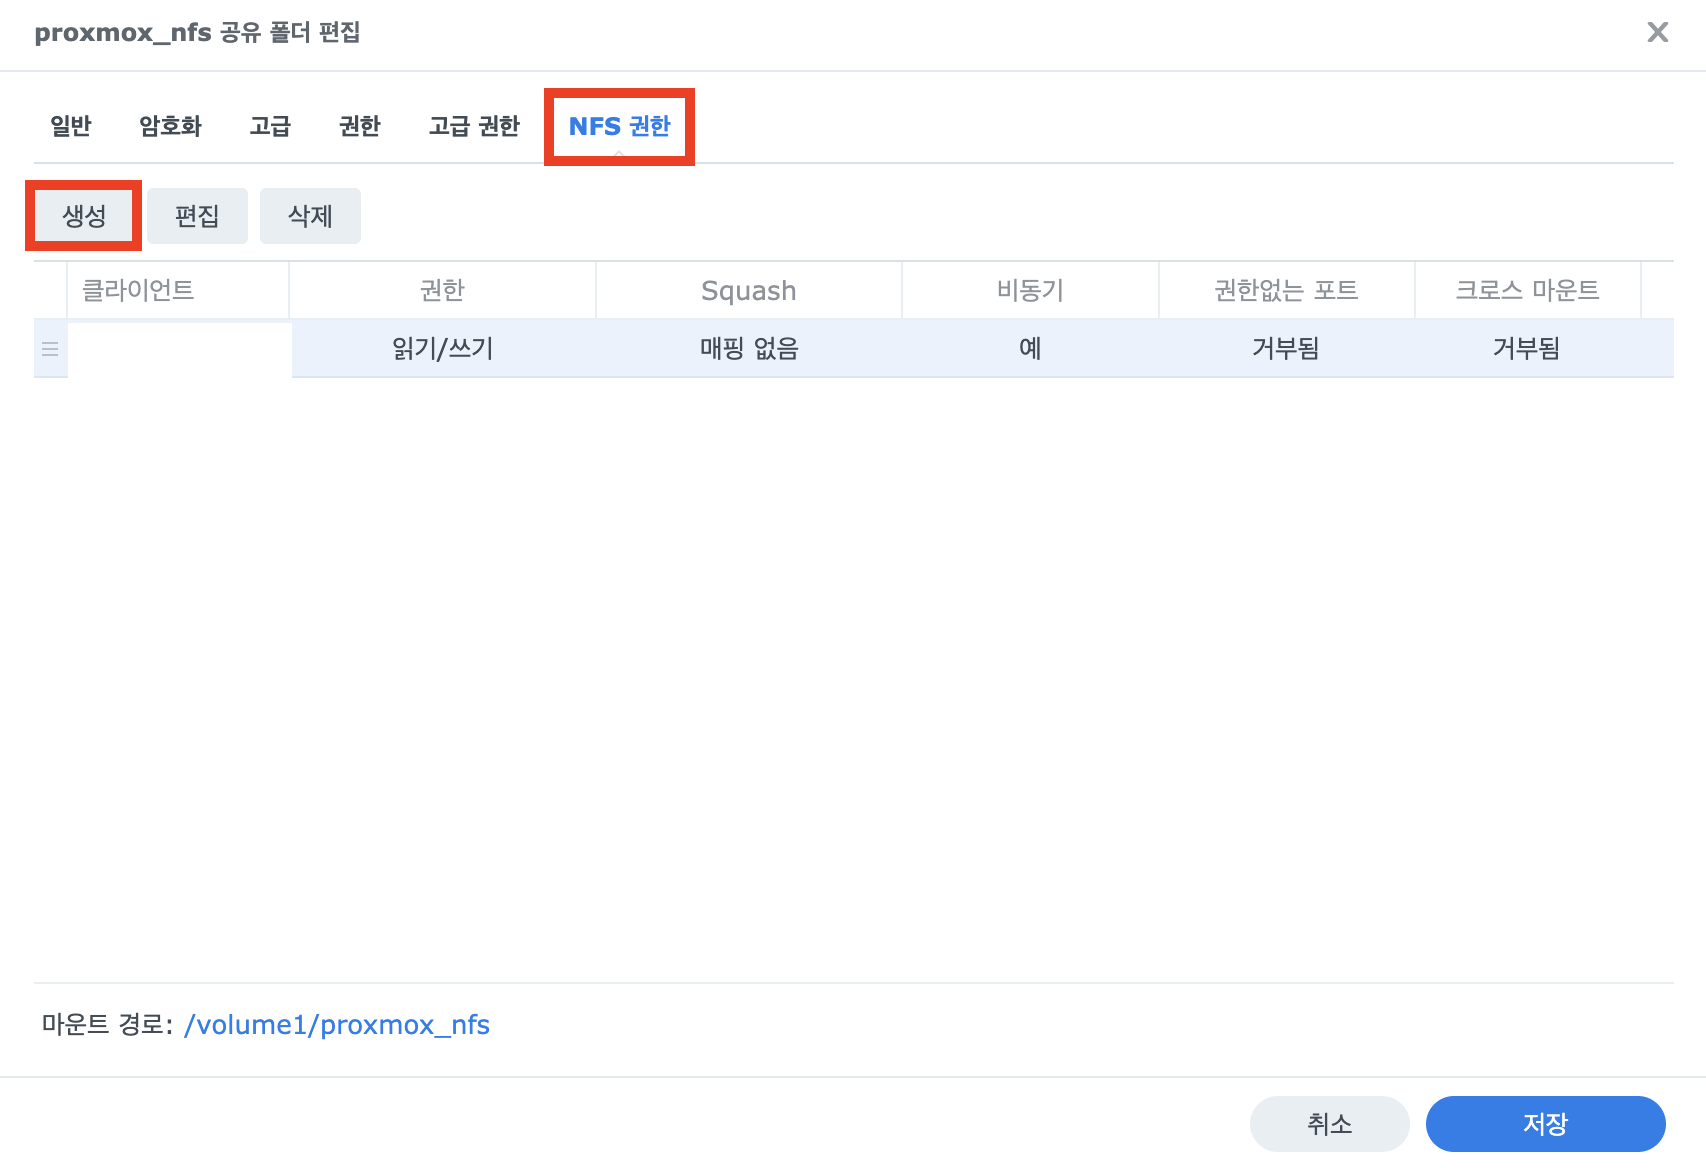 proxmox_nfs 공유 폴더 편집
일반 암호화 고급 권한 고급 권한 NFS 권한
생성 편집 삭제
클라이언트 권한 Squash 비동기 권한없는 포트 크로스 마운트
읽기/쓰기 매핑 없음 예 거부됨 거부됨
마운트 경로: /volume1/proxmox_nfs
취소 저장